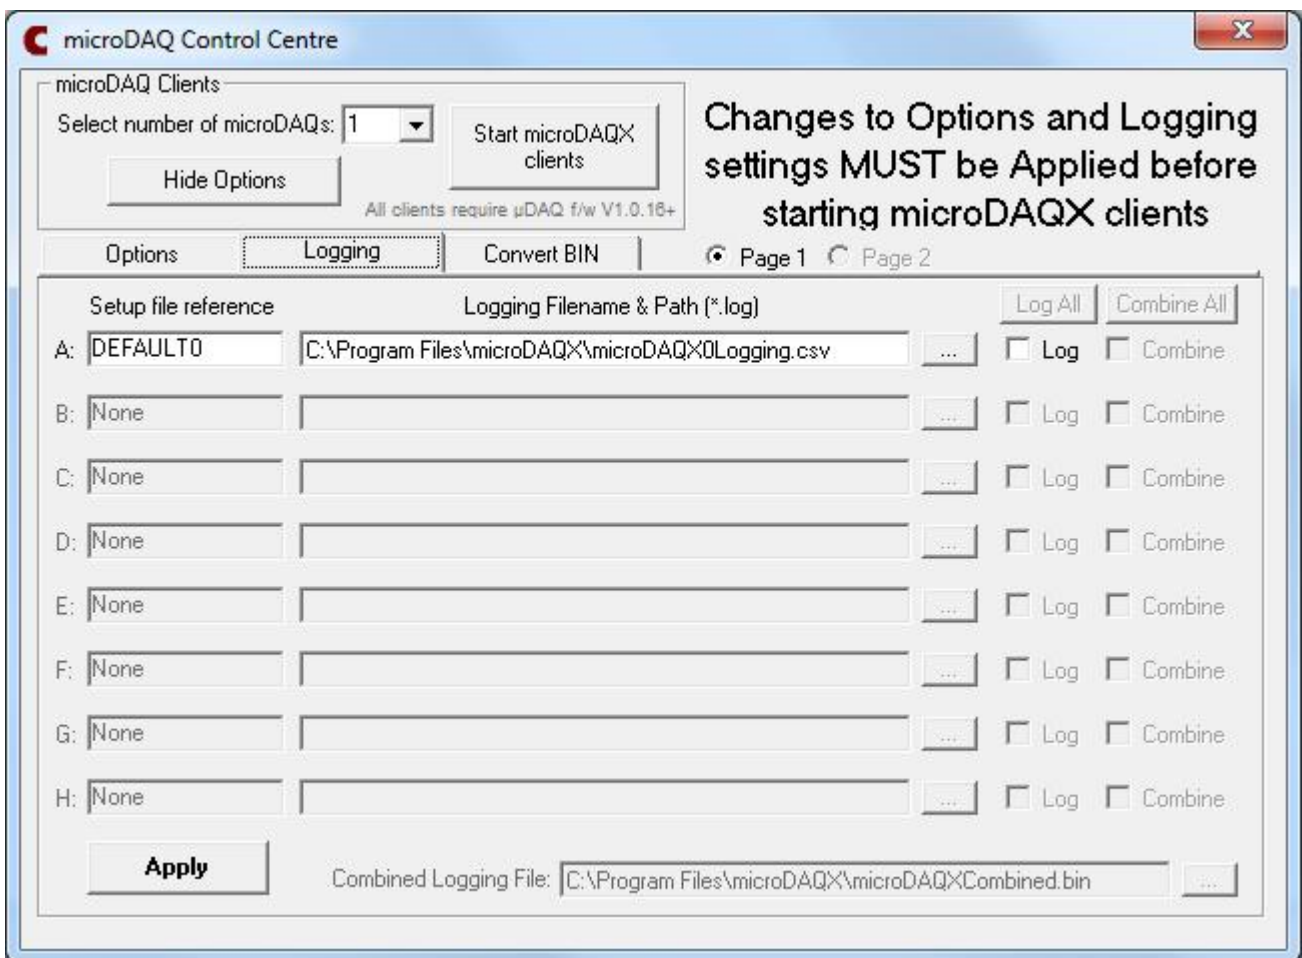 microDAQ Control Centre
X
microDAQ Clients
Select number of microDAQs: 1
Start microDAQX
clients
Hide Options
All clients require µDAQ f/w V1.0.16+
Changes to Options and Logging
settings MUST be Applied before
starting microDAQX clients
Options Logging Convert BIN Page 1 Page 2
Setup file reference Logging Filename & Path (*.log) Log All Combine All
A: DEFAULT0 C:\Program Files\microDAQX\microDAQX0Logging.csv ... Log Combine
B: None ... Log Combine
C: None ... Log Combine
D: None ... Log Combine
E: None ... Log Combine
F: None ... Log Combine
G: None ... Log Combine
H: None ... Log Combine
Apply
Combined Logging File: C:\Program Files\microDAQX\microDAQXCombined.bin ...